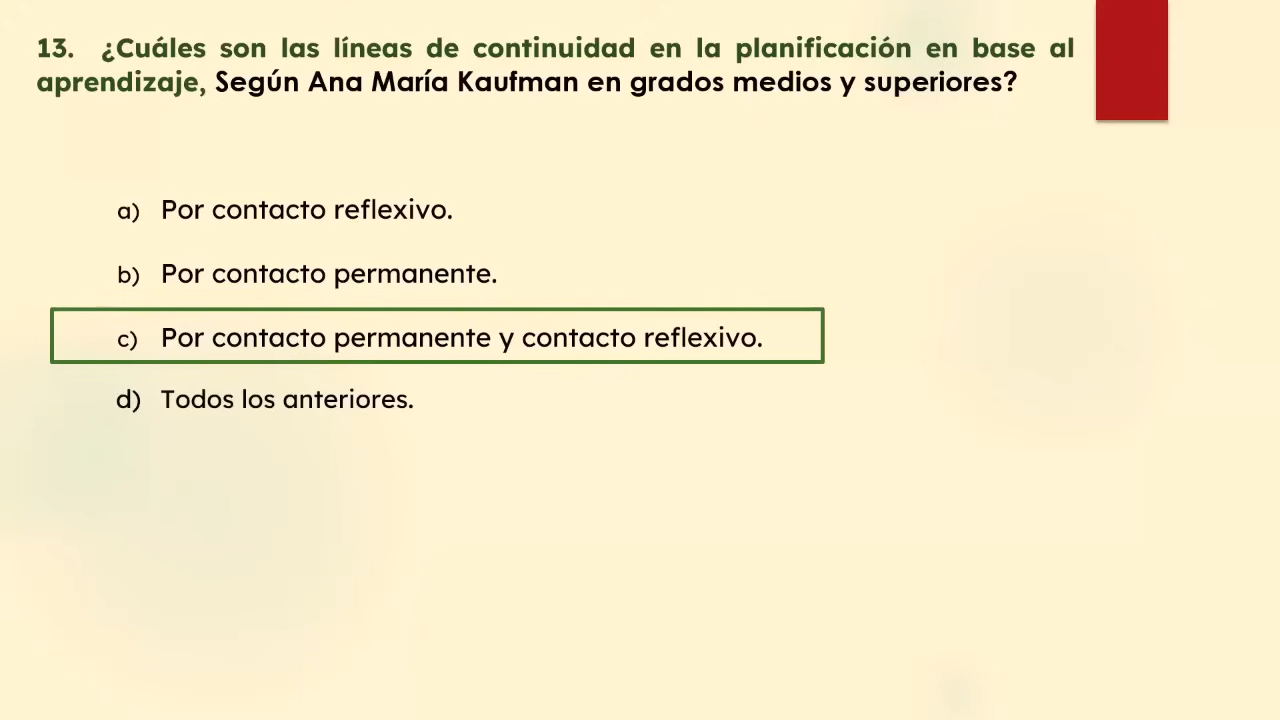 13. ¿Cuáles son las líneas de continuidad en la planificación en base al
aprendizaje, Según Ana María Kaufman en grados medios y superiores?
a) Por contacto reflexivo.
b) Por contacto permanente.
c) Por contacto permanente y contacto reflexivo.
d) Todos los anteriores.